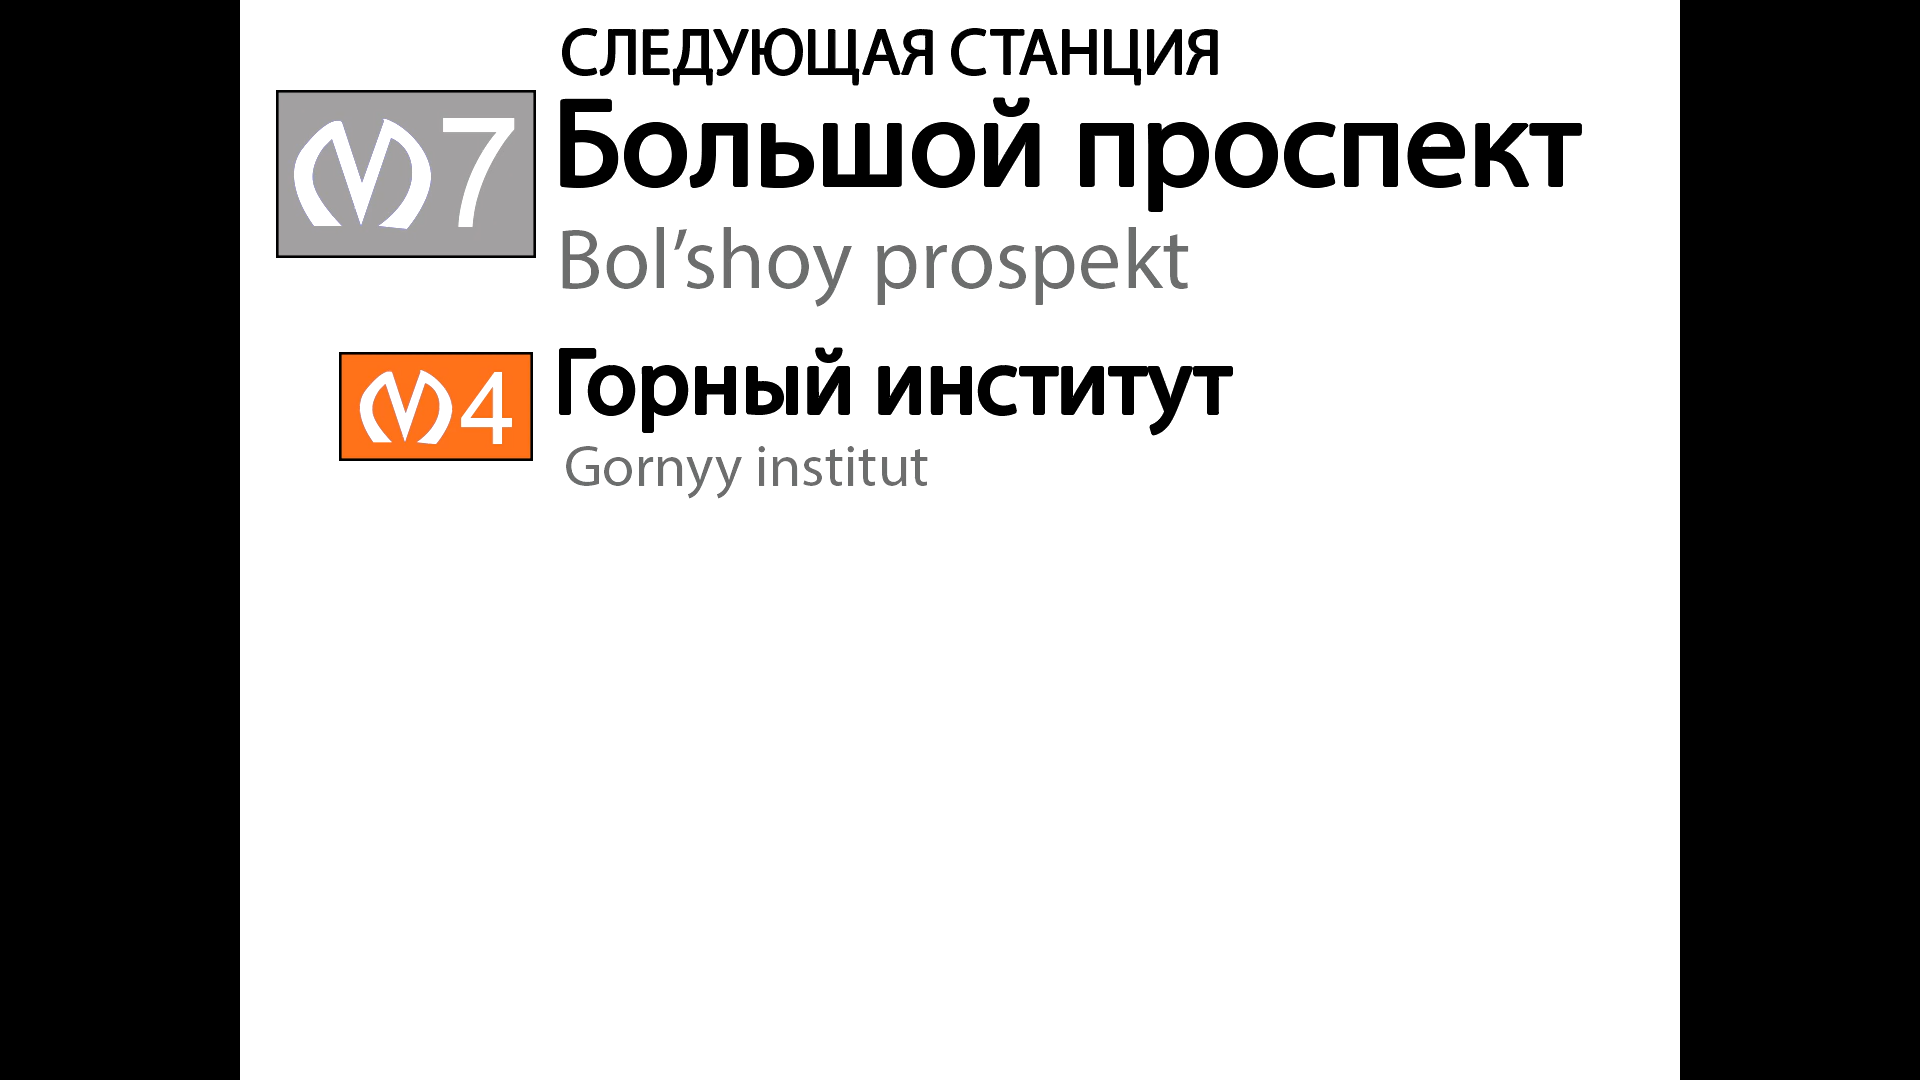 СЛЕДУЮЩАЯ СТАНЦИЯ
7 Большой проспект
Bol’shoy prospekt
4 Горный институт
Gornyy institut